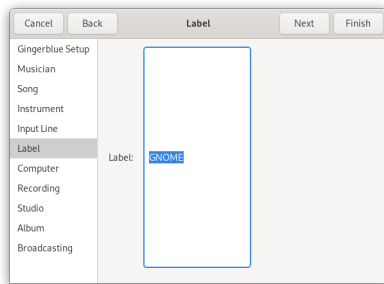 Cancel
Back
Label
Next
Finish
Gingerblue Setup
Musician
Song
Instrument
Input Line
Label
Computer
Recording
Studio
Album
Broadcasting
Label:
GNOME